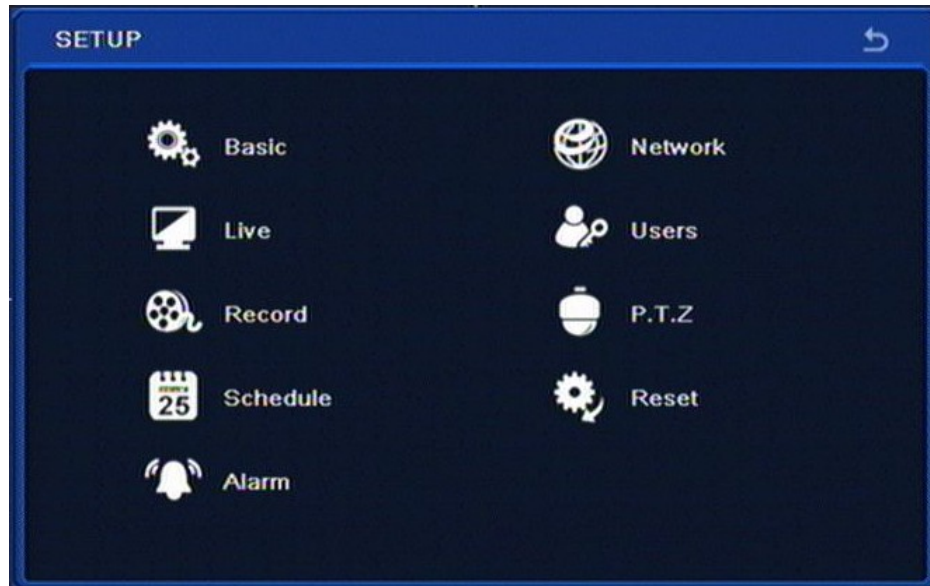 SETUP
Basic
Network
Live
Users
Record
P.T.Z
25
Schedule
Reset
Alarm